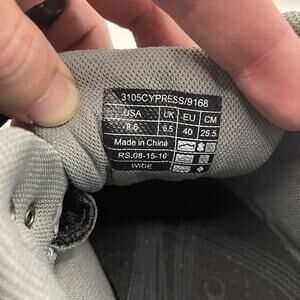 3105CYPRESS/9168
USA UK EU CM
8.5 6.5 40 25.5
Made in China
RS.08-15-16
WIDE